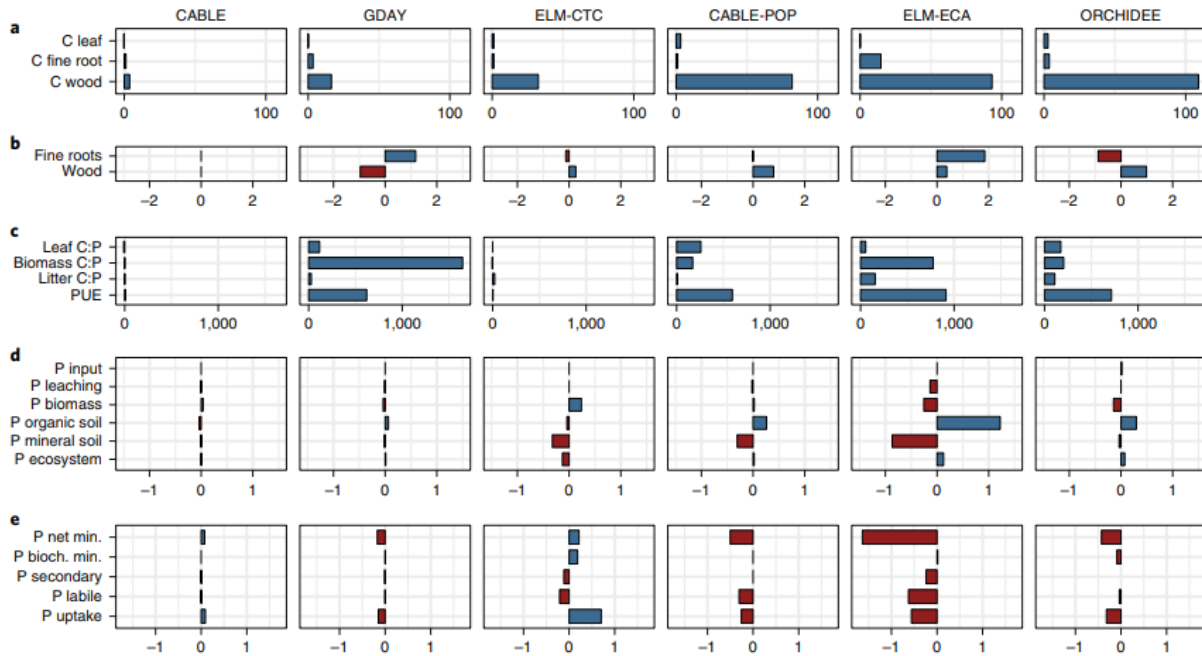 CABLE GDAY ELM-CTC CABLE-POP ELM-ECA ORCHIDEE
a
C leaf
C fine root
C wood
0 100 0 100 0 100 0 100 0 100 0 100
b
Fine roots
Wood
−2 0 2 −2 0 2 −2 0 2 −2 0 2 −2 0 2 −2 0 2
c
Leaf C:P
Biomass C:P
Litter C:P
PUE
0 1,000 0 1,000 0 1,000 0 1,000 0 1,000 0 1,000
d
P input
P leaching
P biomass
P organic soil
P mineral soil
P ecosystem
−1 0 1 −1 0 1 −1 0 1 −1 0 1 −1 0 1 −1 0 1
e
P net min.
P bioch. min.
P secondary
P labile
P uptake
−1 0 1 −1 0 1 −1 0 1 −1 0 1 −1 0 1 −1 0 1